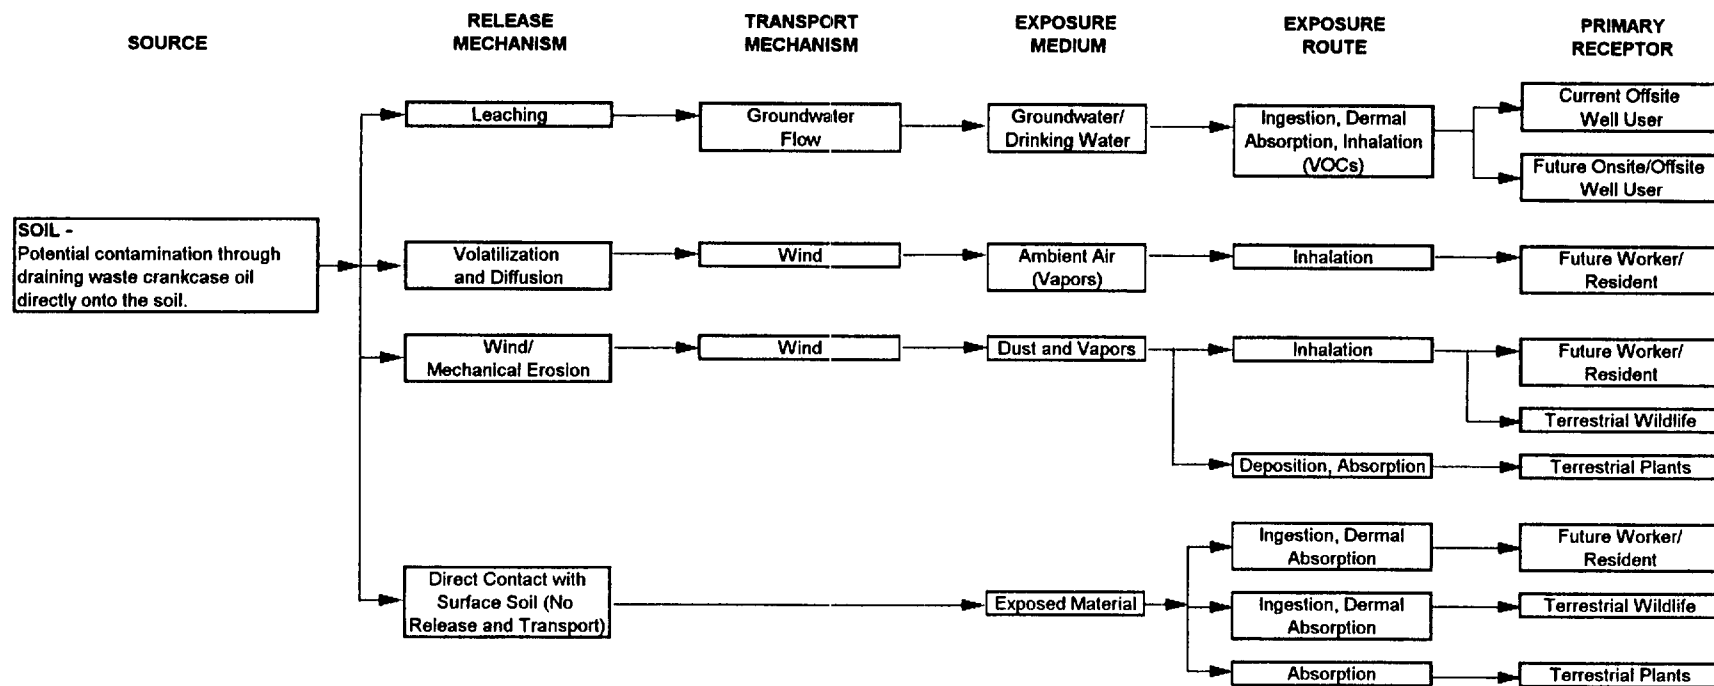 SOURCE
RELEASE
MECHANISM
TRANSPORT
MECHANISM
EXPOSURE
MEDIUM
EXPOSURE
ROUTE
PRIMARY
RECEPTOR
SOIL -
Potential contamination through
draining waste crankcase oil
directly onto the soil.
Leaching
Groundwater
Flow
Groundwater/
Drinking Water
Ingestion, Dermal
Absorption, Inhalation
(VOCs)
Current Offsite
Well User
Future Onsite/Offsite
Well User
Volatilization
and Diffusion
Wind
Ambient Air
(Vapors)
Inhalation
Future Worker/
Resident
Wind/
Mechanical Erosion
Wind
Dust and Vapors
Inhalation
Future Worker/
Resident
Terrestrial Wildlife
Deposition, Absorption
Terrestrial Plants
Direct Contact with
Surface Soil (No
Release and Transport)
Exposed Material
Ingestion, Dermal
Absorption
Future Worker/
Resident
Ingestion, Dermal
Absorption
Terrestrial Wildlife
Absorption
Terrestrial Plants